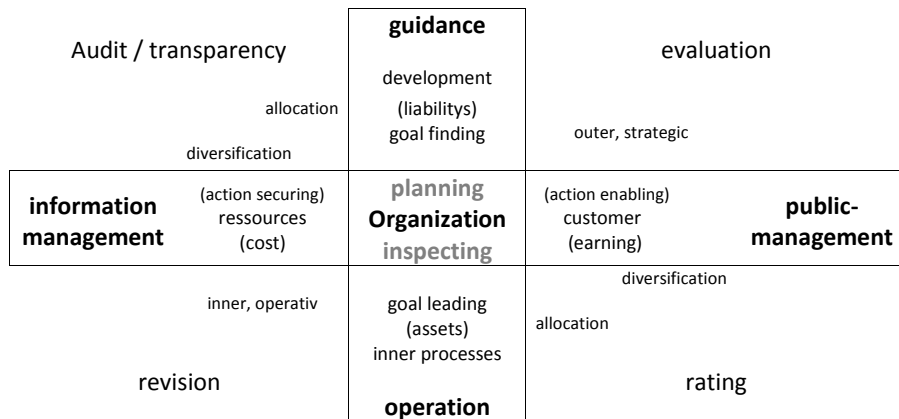 guidance
Audit / transparency
evaluation
development
allocation
(liabilitys)
goal finding
outer, strategic
diversification
information
management
(action securing)
ressources
(cost)
planning
Organization
inspecting
(action enabling)
customer
(earning)
public-
management
diversification
inner, operativ
goal leading
(assets)
inner processes
allocation
revision
rating
operation